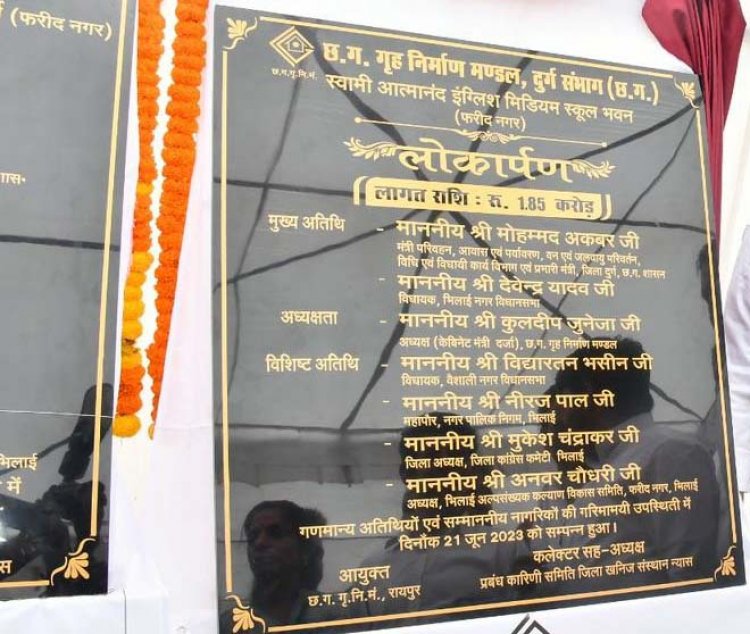 (फरीद नगर)
शास.
भिलाई
में
स
छ.ग.गृ.नि.मं.
छ.ग. गृह निर्माण मण्डल, दुर्ग संभाग (छ.ग.)
स्वामी आत्मानंद इंग्लिश मिडियम स्कूल भवन
(फरीद नगर)
लोकार्पण
लागत राशि : रू. 1.85 करोड़
मुख्य अतिथि - माननीय श्री मोहम्मद अकबर जी
मंत्री परिवहन, आवास एवं पर्यावरण, वन एवं जलवायु परिवर्तन,
विधि एवं विधायी कार्य विभाग एवं प्रभारी मंत्री, जिला दुर्ग, छ.ग. शासन
- माननीय श्री देवेन्द्र यादव जी
विधायक, भिलाई नगर विधानसभा
अध्यक्षता - माननीय श्री कुलदीप जुनेजा जी
अध्यक्ष (केबिनेट मंत्री दर्जा), छ.ग. गृह निर्माण मण्डल
विशिष्ट अतिथि - माननीय श्री विद्यारतन भसीन जी
विधायक, वैशाली नगर विधानसभा
- माननीय श्री नीरज पाल जी
महापौर, नगर पालिक निगम, भिलाई
- माननीय श्री मुकेश चंद्राकर जी
जिला अध्यक्ष, जिला कांग्रेस कमेटी भिलाई
- माननीय श्री अनवर चौधरी जी
अध्यक्ष, भिलाई अल्पसंख्यक कल्याण विकास समिति, फरीद नगर, भिलाई
गणमान्य अतिथियों एवं सम्माननीय नागरिकों की गरिमामयी उपस्थिती में
दिनाँक 21 जून 2023 को सम्पन्न हुआ।
आयुक्त
छ.ग. गृ.नि.मं., रायपुर
कलेक्टर सह-अध्यक्ष
प्रबंध कारिणी समिति जिला खनिज संस्थान न्यास